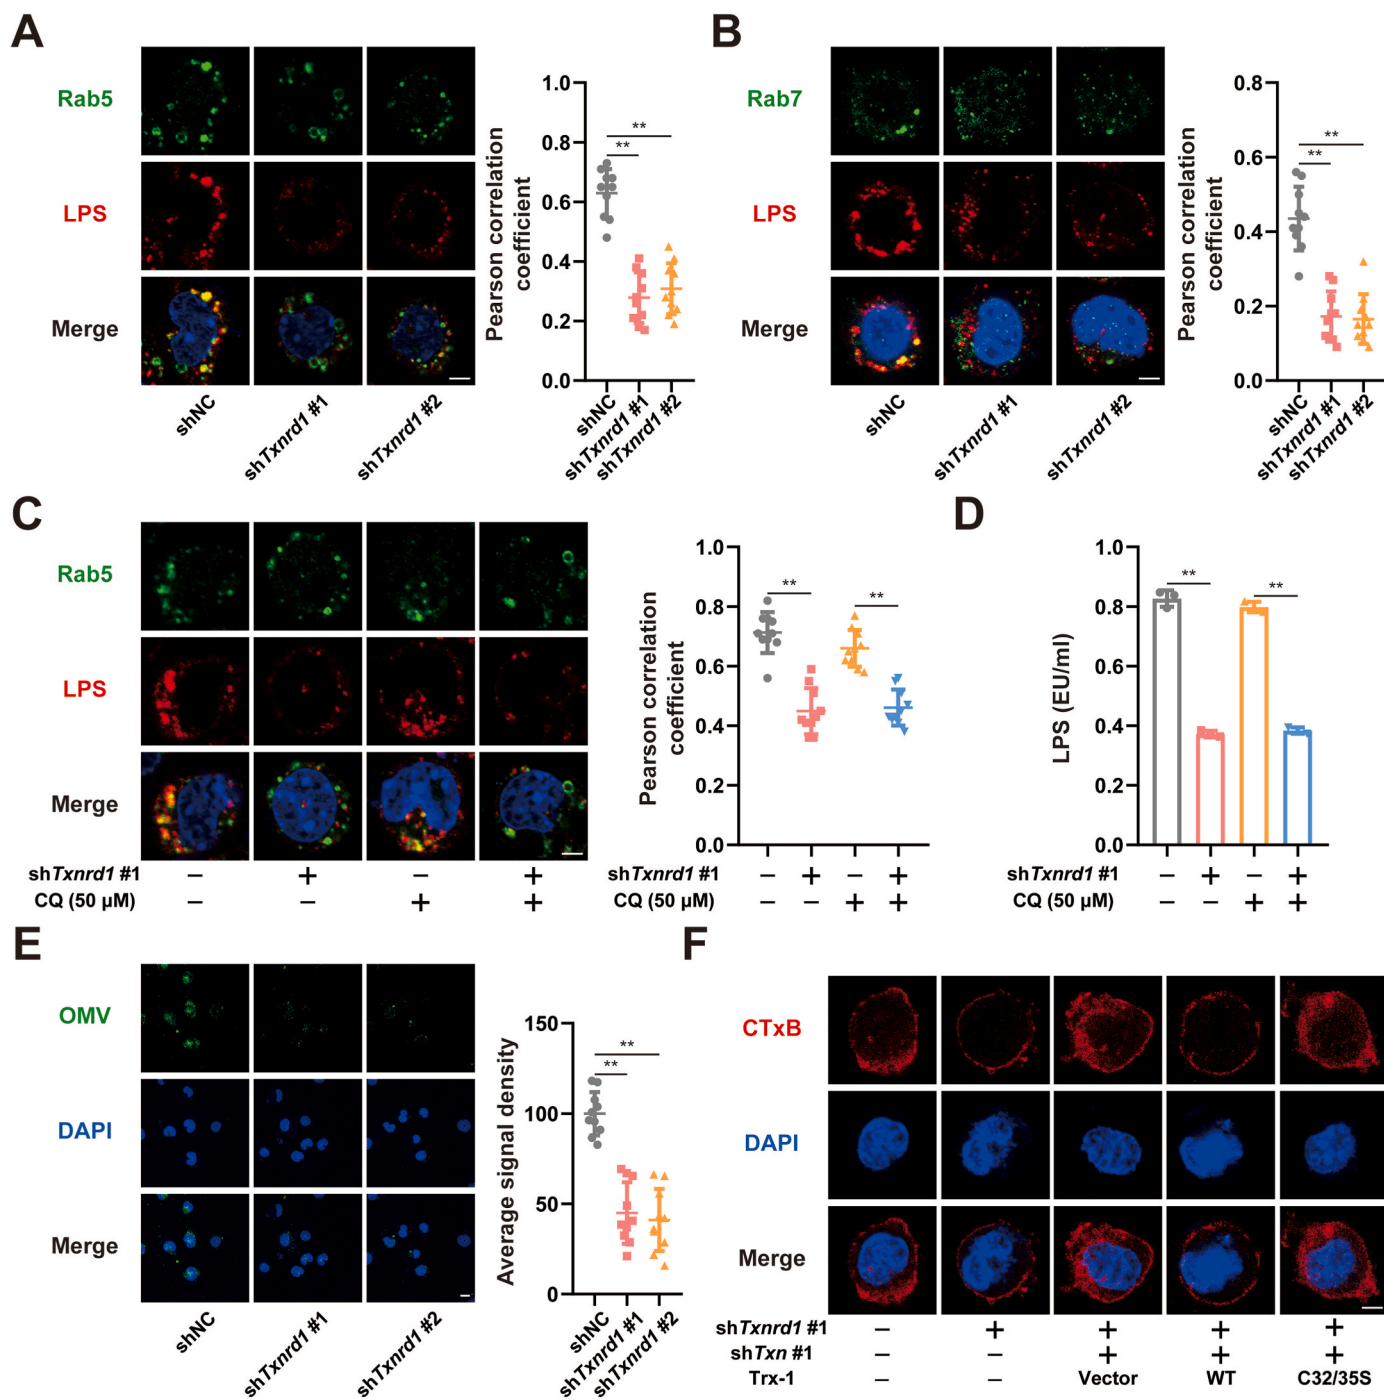 A
Rab5
LPS
Merge
shNC
shTxnrd1 #1
shTxnrd1 #2
Pearson correlation
coefficient
1.0
0.8
0.6
0.4
0.2
0.0
**
**
shNC
shTxnrd1 #1
shTxnrd1 #2
B
Rab7
LPS
Merge
shNC
shTxnrd1 #1
shTxnrd1 #2
Pearson correlation
coefficient
0.8
0.6
0.4
0.2
0.0
**
**
shNC
shTxnrd1 #1
shTxnrd1 #2
C
Rab5
LPS
Merge
shTxnrd1 #1 – + – +
CQ (50 µM) – – + +
Pearson correlation
coefficient
1.0
0.8
0.6
0.4
0.2
0.0
** **
shTxnrd1 #1 – + – +
CQ (50 µM) – – + +
D
LPS (EU/ml)
1.0
0.8
0.6
0.4
0.2
0.0
** **
shTxnrd1 #1 – + – +
CQ (50 µM) – – + +
E
OMV
DAPI
Merge
shNC
shTxnrd1 #1
shTxnrd1 #2
Average signal density
150
100
50
0
**
**
shNC
shTxnrd1 #1
shTxnrd1 #2
F
CTxB
DAPI
Merge
shTxnrd1 #1 – + + + +
shTxn #1 – – + + +
Trx-1 – – Vector WT C32/35S